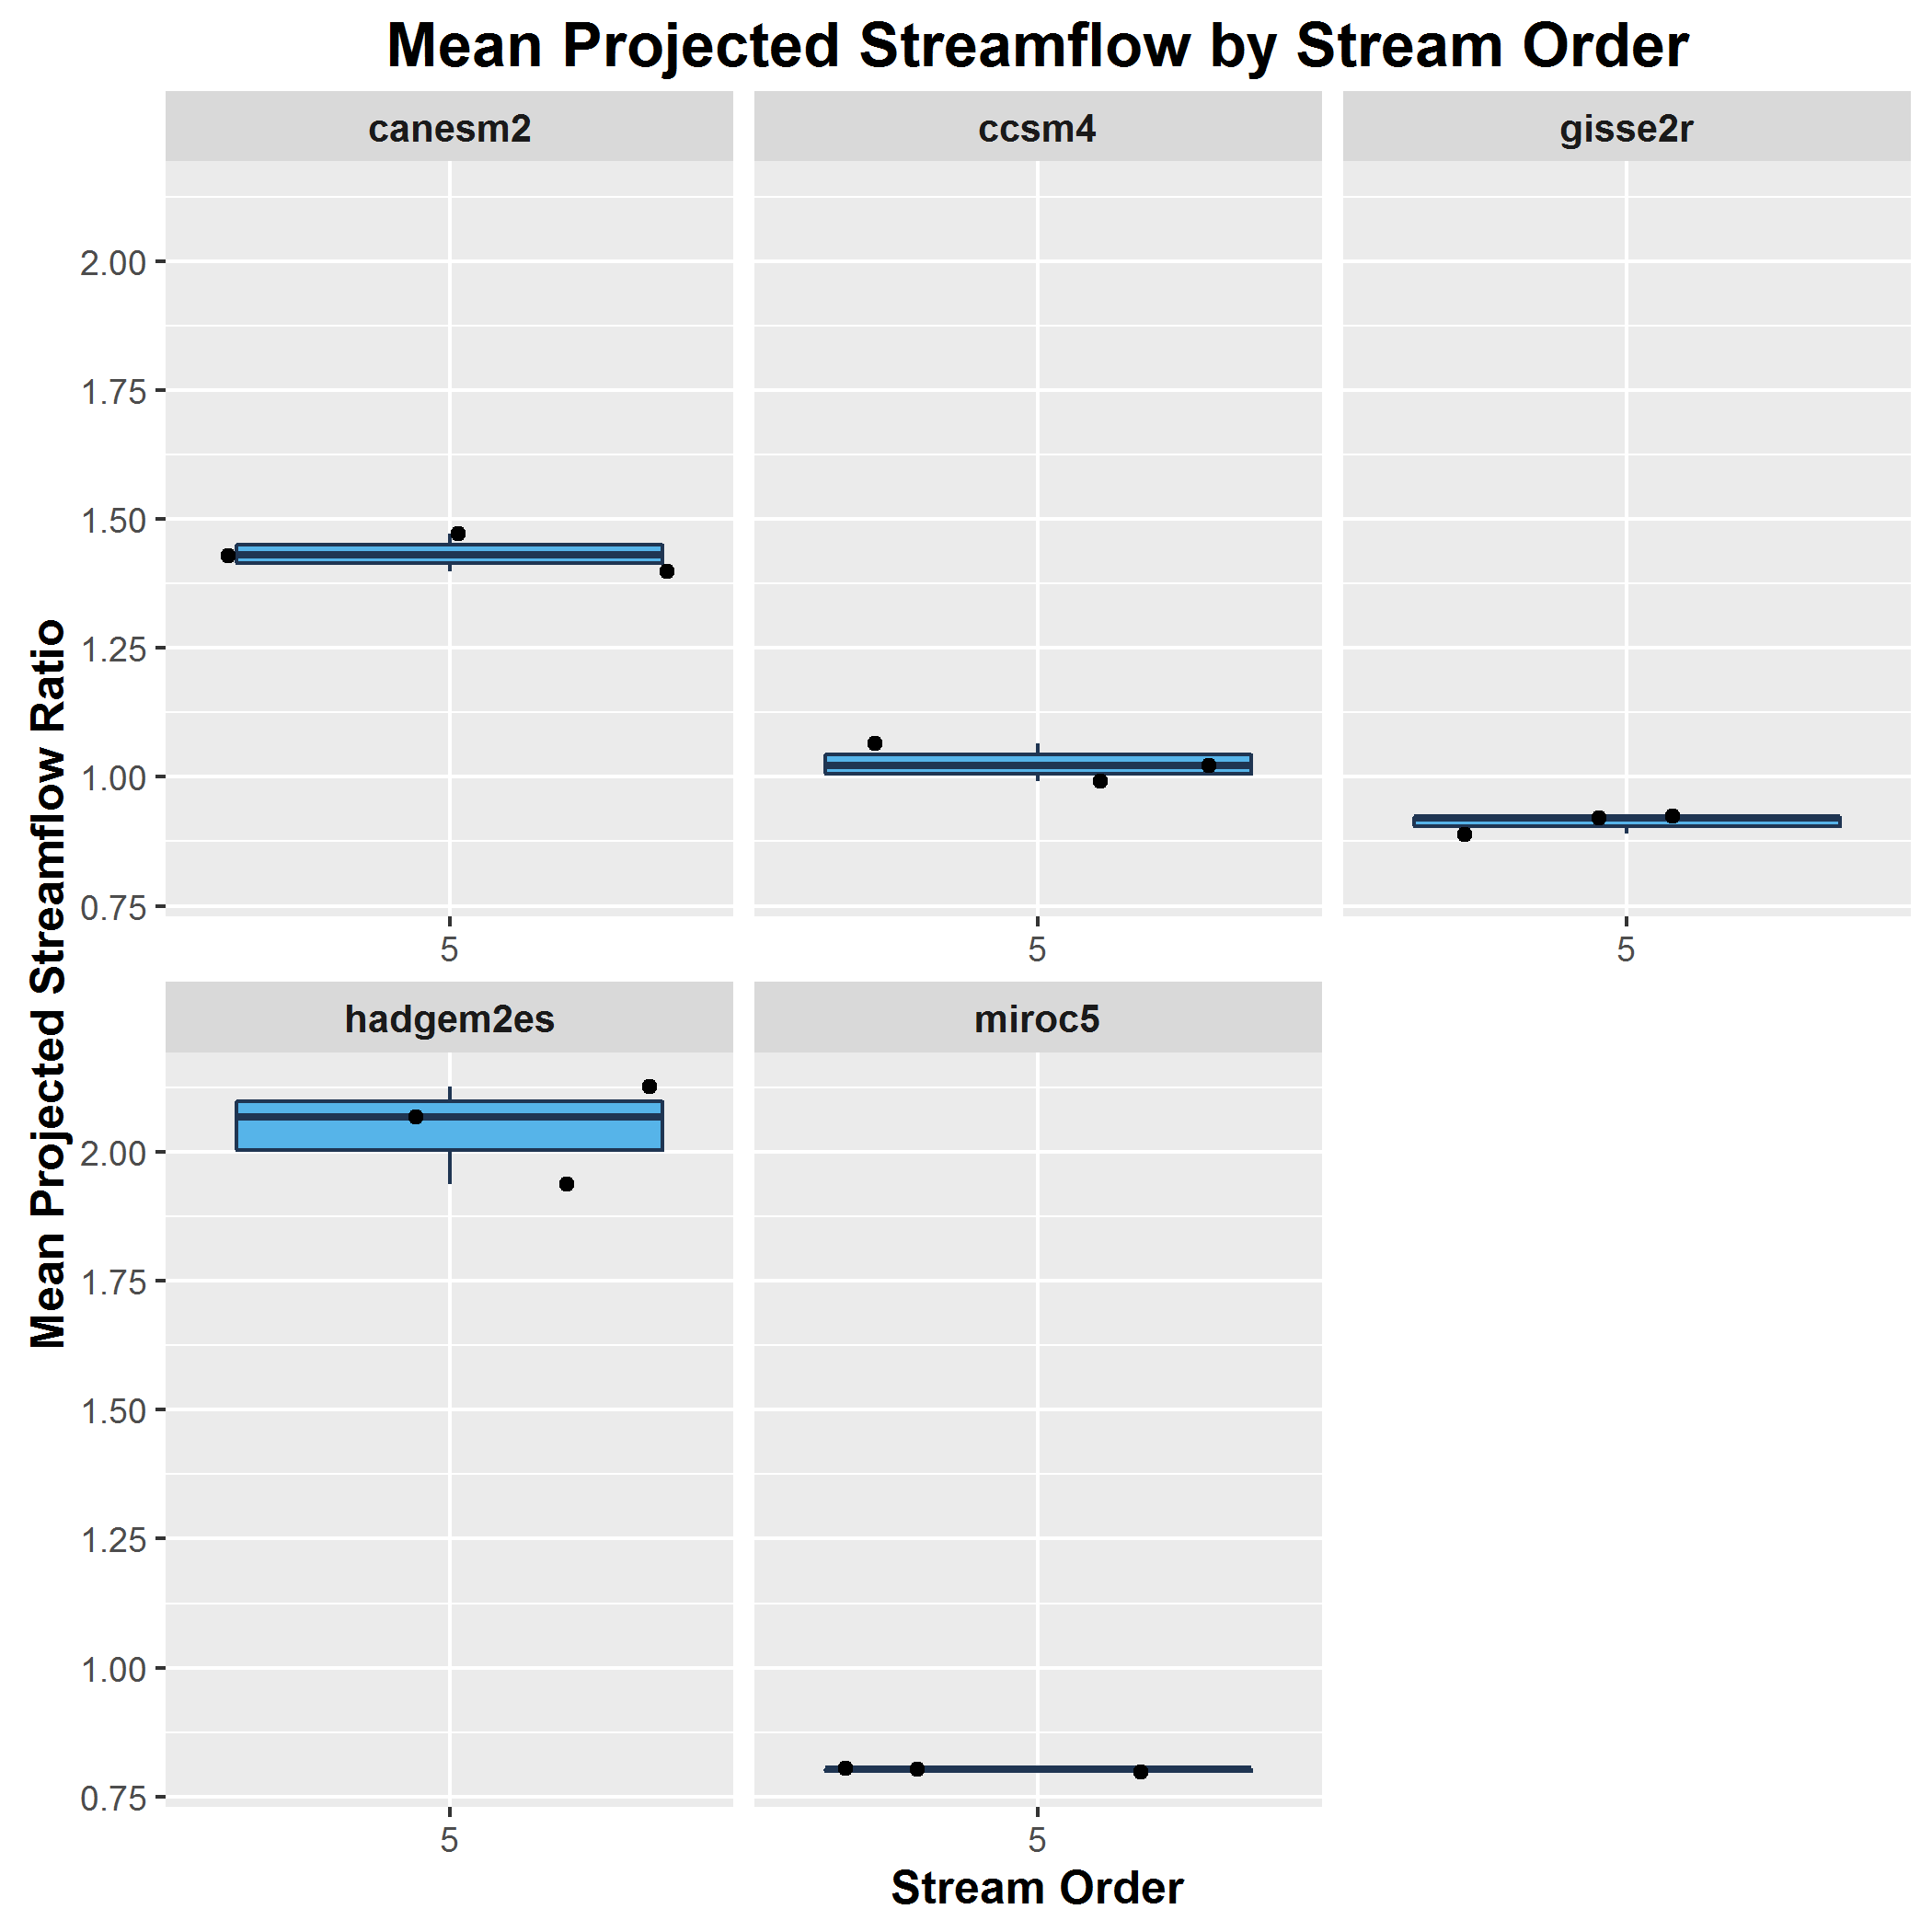 Mean Projected Streamflow by Stream Order
canesm2 ccsm4 gisse2r
2.00
1.75
1.50
1.25
1.00
0.75
5 5 5
hadgem2es miroc5
2.00
1.75
1.50
1.25
1.00
0.75
5 5
Mean Projected Streamflow Ratio
Stream Order